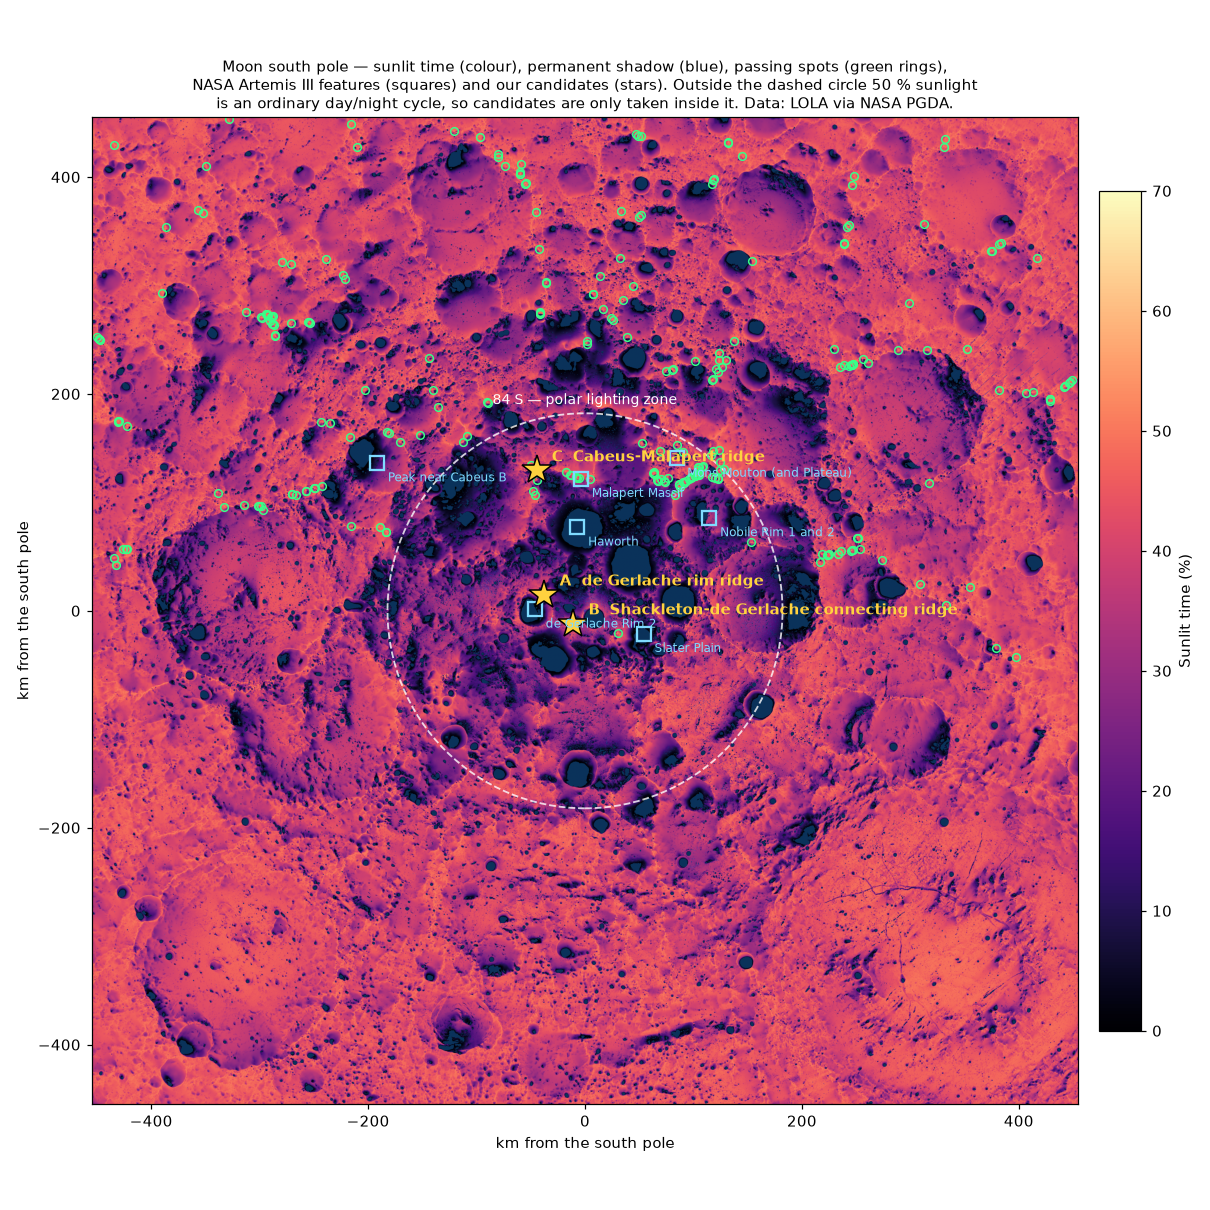 Moon south pole — sunlit time (colour), permanent shadow (blue), passing spots (green rings),
NASA Artemis III features (squares) and our candidates (stars). Outside the dashed circle 50 % sunlight
is an ordinary day/night cycle, so candidates are only taken inside it. Data: LOLA via NASA PGDA.
400
200
0
−200
−400
km from the south pole
84 S — polar lighting zone
C Cabeus-Malapert ridge
Mons Mouton (and Plateau)
Peak near Cabeus B
Malapert Massif
Nobile Rim 1 and 2
Haworth
A de Gerlache rim ridge
B Shackleton-de Gerlache connecting ridge
de Gerlache Rim 2
Slater Plain
−400
−200
0
200
400
km from the south pole
70
60
50
40
30
20
10
0
Sunlit time (%)